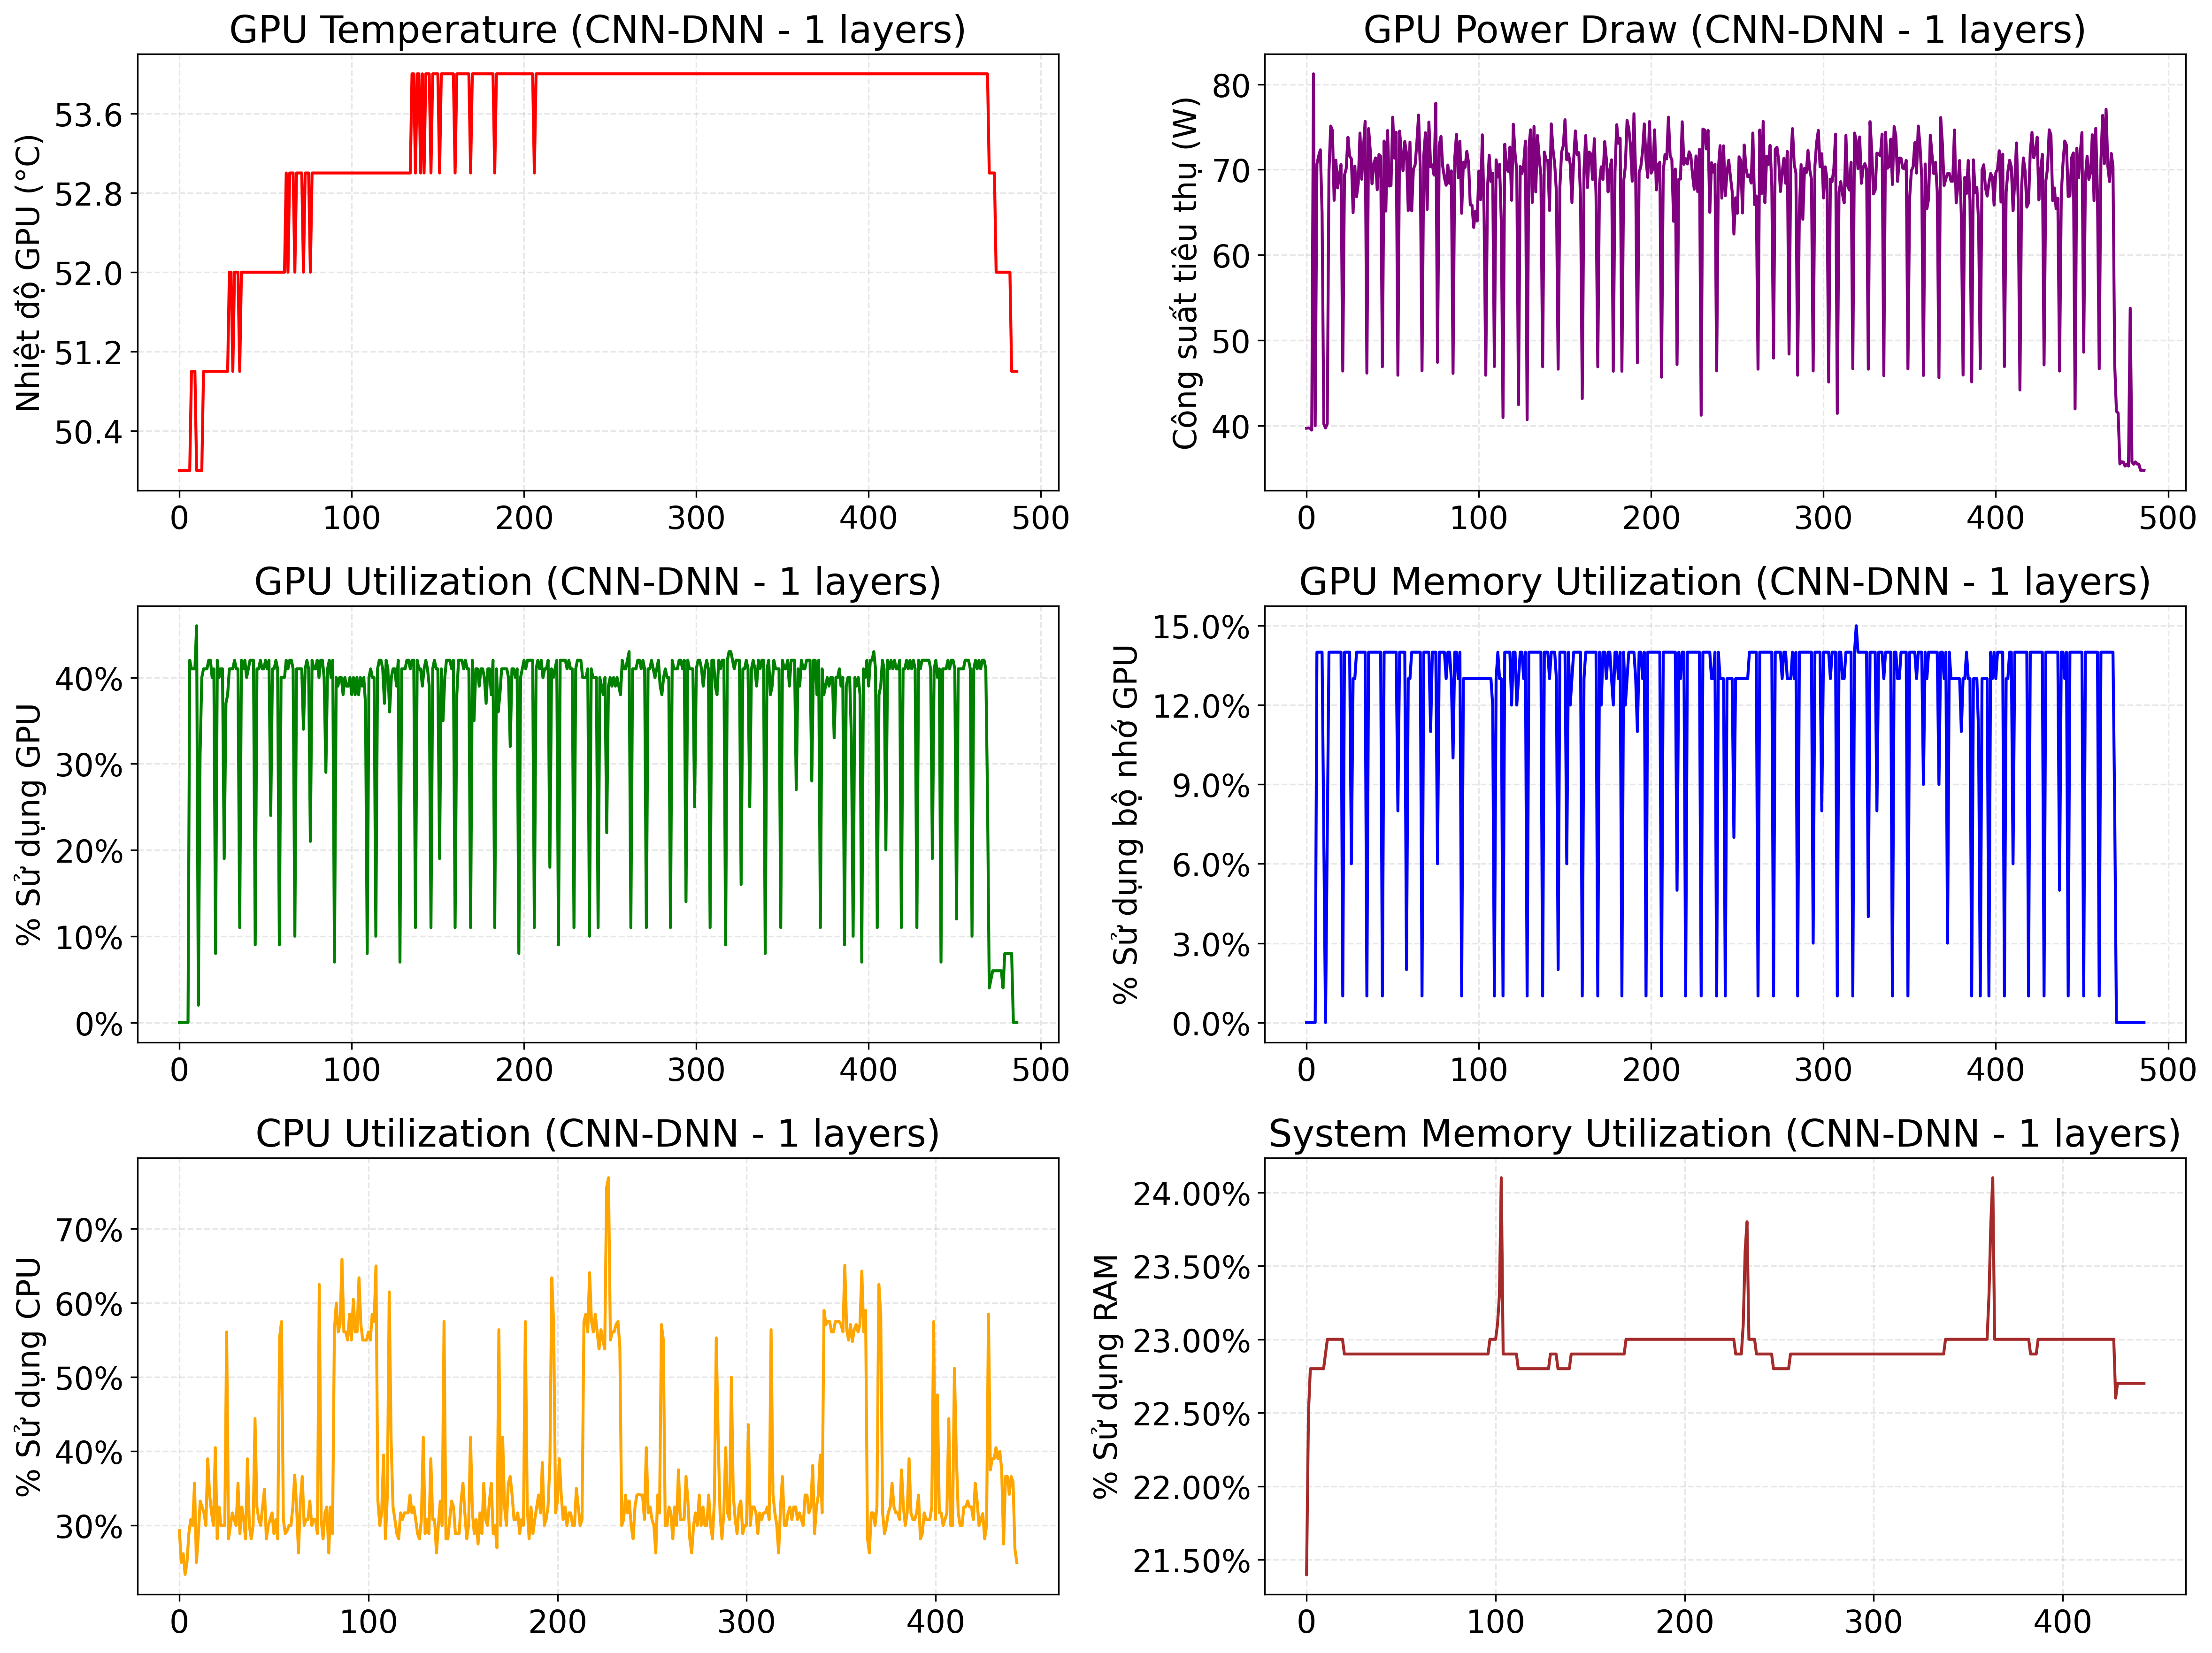 GPU Temperature (CNN-DNN - 1 layers)
Nhiệt độ GPU (°C)
53.6
52.8
52.0
51.2
50.4
0 100 200 300 400 500
GPU Power Draw (CNN-DNN - 1 layers)
Công suất tiêu thụ (W)
80
70
60
50
40
0 100 200 300 400 500
GPU Utilization (CNN-DNN - 1 layers)
% Sử dụng GPU
40%
30%
20%
10%
0%
0 100 200 300 400 500
GPU Memory Utilization (CNN-DNN - 1 layers)
% Sử dụng bộ nhớ GPU
15.0%
12.0%
9.0%
6.0%
3.0%
0.0%
0 100 200 300 400 500
CPU Utilization (CNN-DNN - 1 layers)
% Sử dụng CPU
70%
60%
50%
40%
30%
0 100 200 300 400
System Memory Utilization (CNN-DNN - 1 layers)
% Sử dụng RAM
24.00%
23.50%
23.00%
22.50%
22.00%
21.50%
0 100 200 300 400